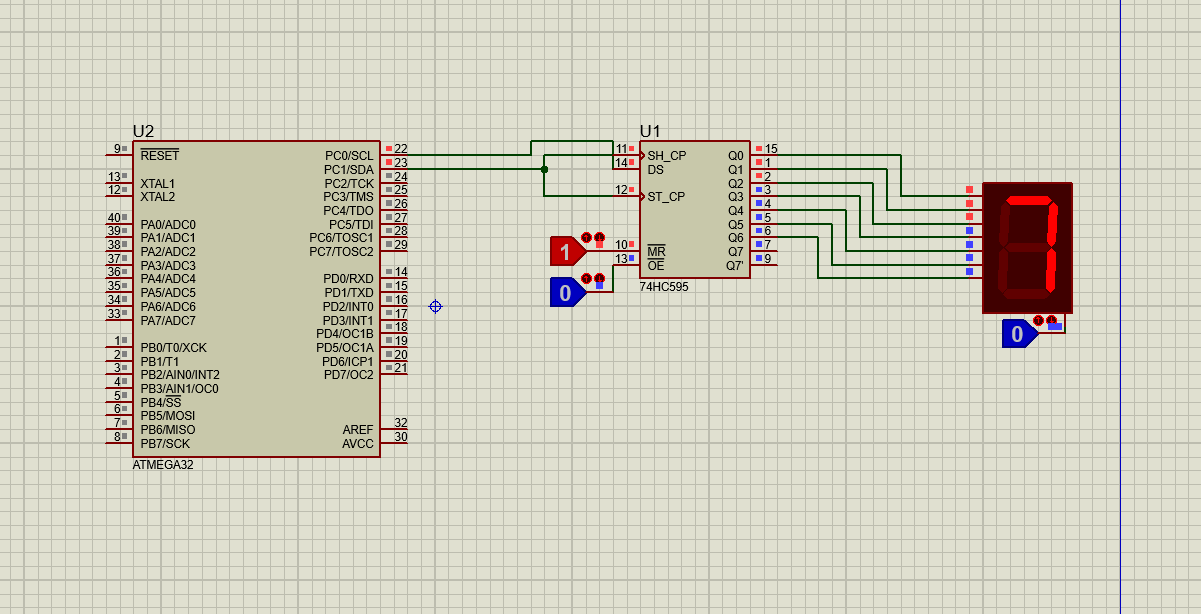 U2
9 RESET
13 XTAL1
12 XTAL2
40 PA0/ADC0
39 PA1/ADC1
38 PA2/ADC2
37 PA3/ADC3
36 PA4/ADC4
35 PA5/ADC5
34 PA6/ADC6
33 PA7/ADC7
1 PB0/T0/XCK
2 PB1/T1
3 PB2/AIN0/INT2
4 PB3/AIN1/OC0
5 PB4/SS
6 PB5/MOSI
7 PB6/MISO
8 PB7/SCK
PC0/SCL 22
PC1/SDA 23
PC2/TCK 24
PC3/TMS 25
PC4/TDO 26
PC5/TDI 27
PC6/TOSC1 28
PC7/TOSC2 29
PD0/RXD 14
PD1/TXD 15
PD2/INT0 16
PD3/INT1 17
PD4/OC1B 18
PD5/OC1A 19
PD6/ICP1 20
PD7/OC2 21
AREF 32
AVCC 30
ATMEGA32
1
0
U1
11 SH_CP
14 DS
12 ST_CP
10 MR
13 OE
Q0 15
Q1 1
Q2 2
Q3 3
Q4 4
Q5 5
Q6 6
Q7 7
Q7' 9
74HC595
7
0